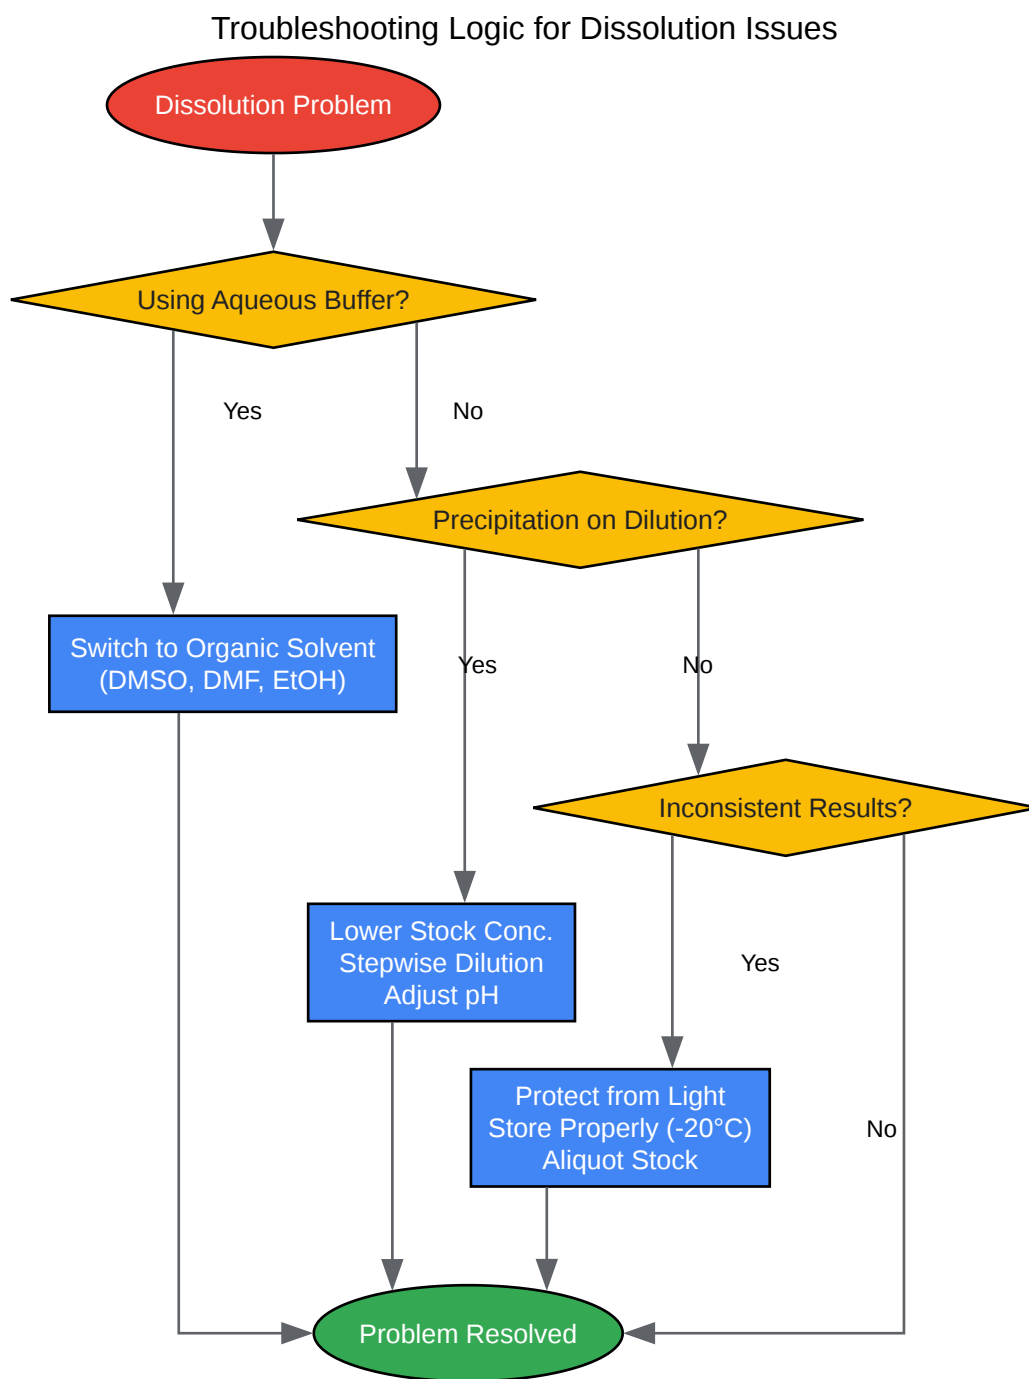 Troubleshooting Logic for Dissolution Issues
Dissolution Problem
Using Aqueous Buffer?
Yes
No
Precipitation on Dilution?
Switch to Organic Solvent
(DMSO, DMF, EtOH)
Yes
No
Inconsistent Results?
Lower Stock Conc.
Stepwise Dilution
Adjust pH
Yes
Protect from Light
Store Properly (-20°C)
Aliquot Stock
No
Problem Resolved